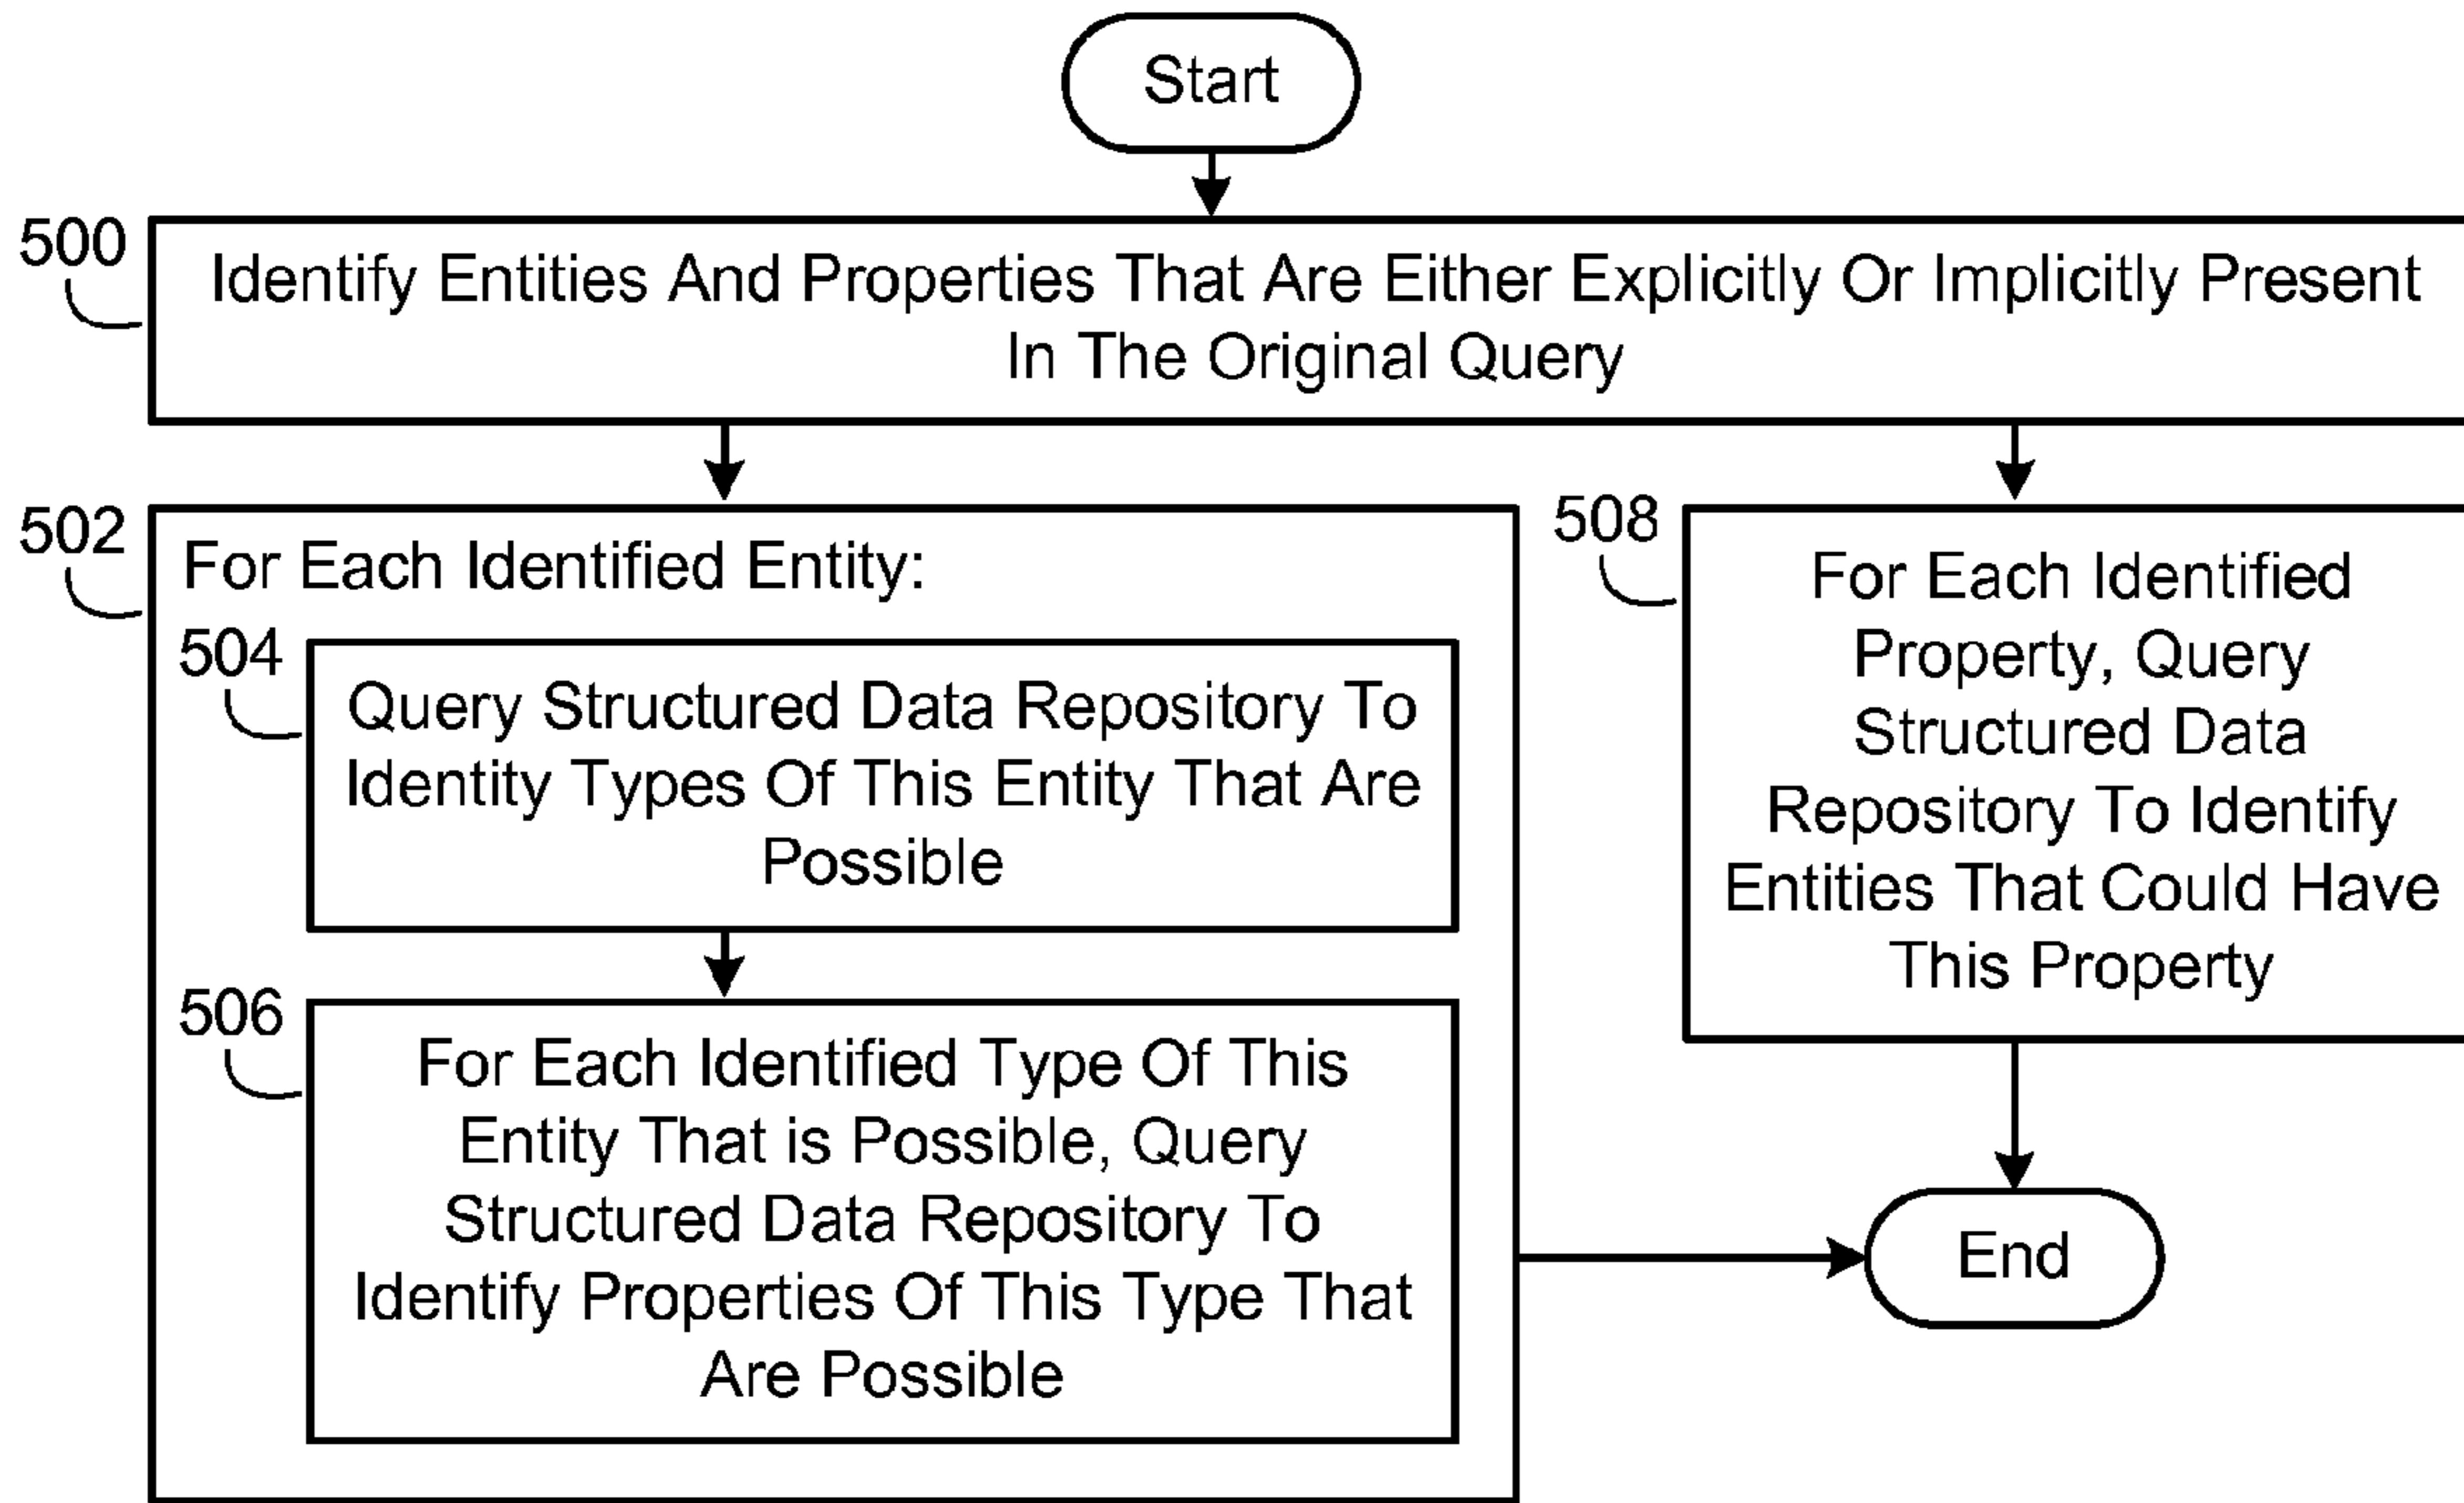 Start
500
Identify Entities And Properties That Are Either Explicitly Or Implicitly Present
In The Original Query
502
For Each Identified Entity:
504
Query Structured Data Repository To
Identity Types Of This Entity That Are
Possible
506
For Each Identified Type Of This
Entity That is Possible, Query
Structured Data Repository To
Identify Properties Of This Type That
Are Possible
508
For Each Identified
Property, Query
Structured Data
Repository To Identify
Entities That Could Have
This Property
End